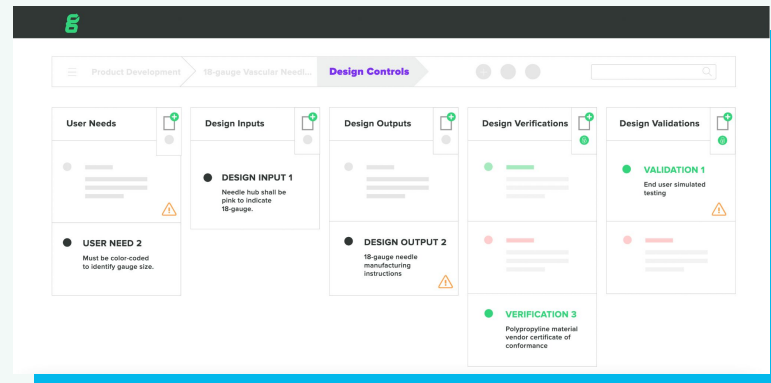 Product Development
18-gauge Vascular Needl...
Design Controls
User Needs
Design Inputs
Design Outputs
Design Verifications
Design Validations
DESIGN INPUT 1
Needle hub shall be
pink to indicate
18-gauge.
VALIDATION 1
End user simulated
testing
USER NEED 2
Must be color-coded
to identify gauge size.
DESIGN OUTPUT 2
18-gauge needle
manufacturing
instructions
VERIFICATION 3
Polypropyline material
vendor certificate of
conformance